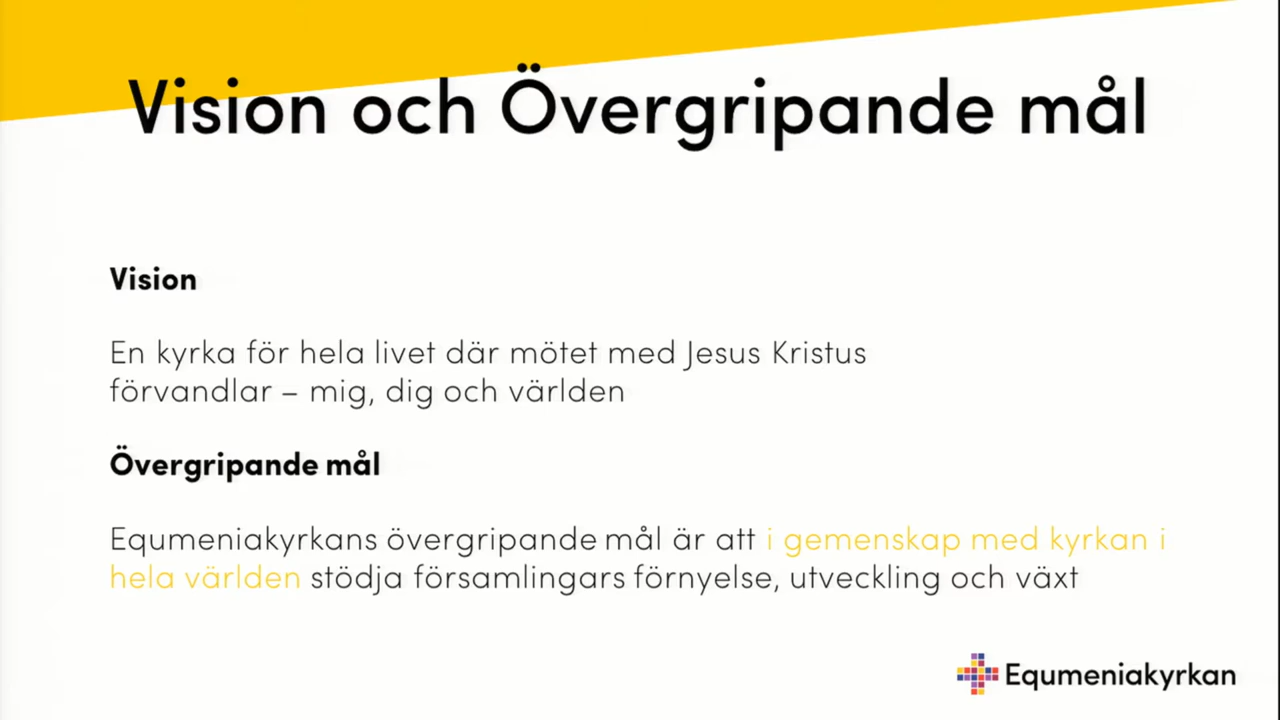 Vision och Övergripande mål
Vision
En kyrka för hela livet där mötet med Jesus Kristus
förvandlar – mig, dig och världen
Övergripande mål
Equmeniakyrkans övergripande mål är att i gemenskap med kyrkan i
hela världen stödja församlingars förnyelse, utveckling och växt
Equmeniakyrkan